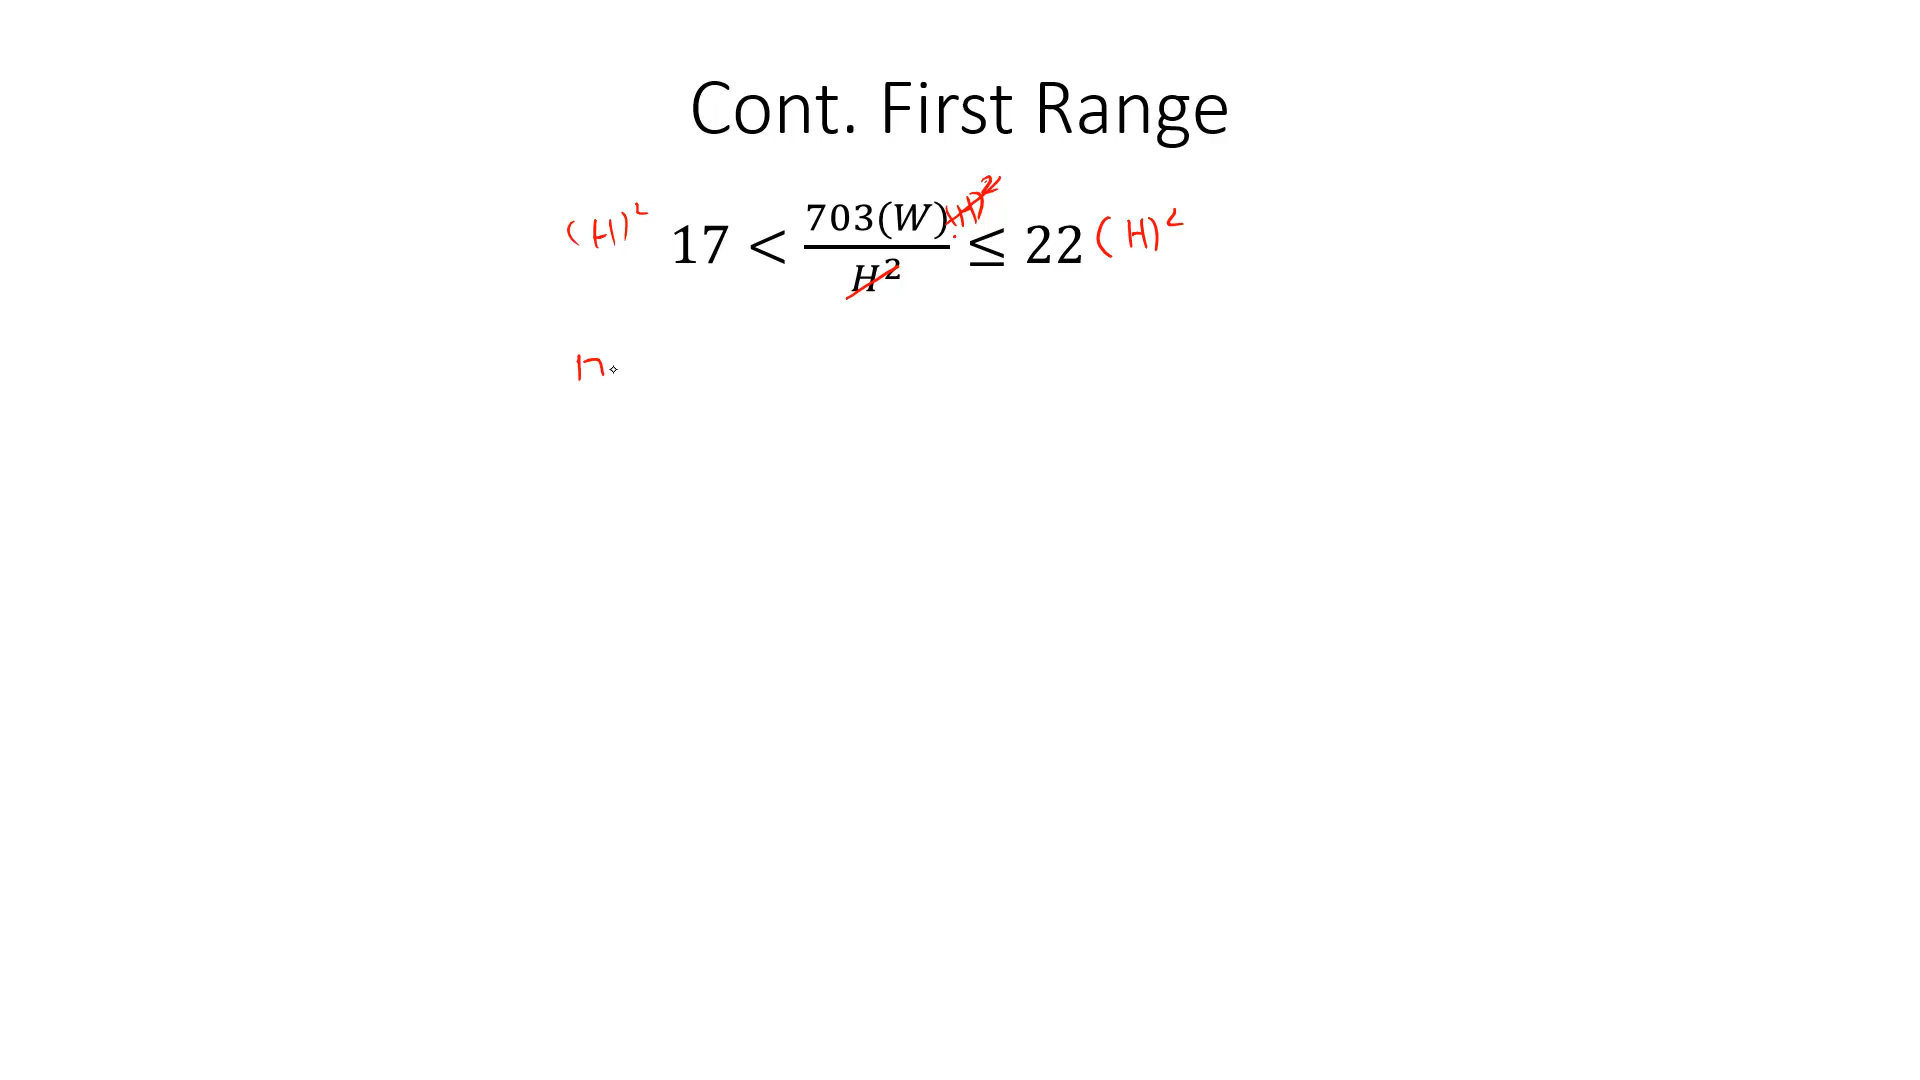 Cont. First Range
(H)² 17 < 703(W)(H)² / H² ≤ 22 (H)²
17